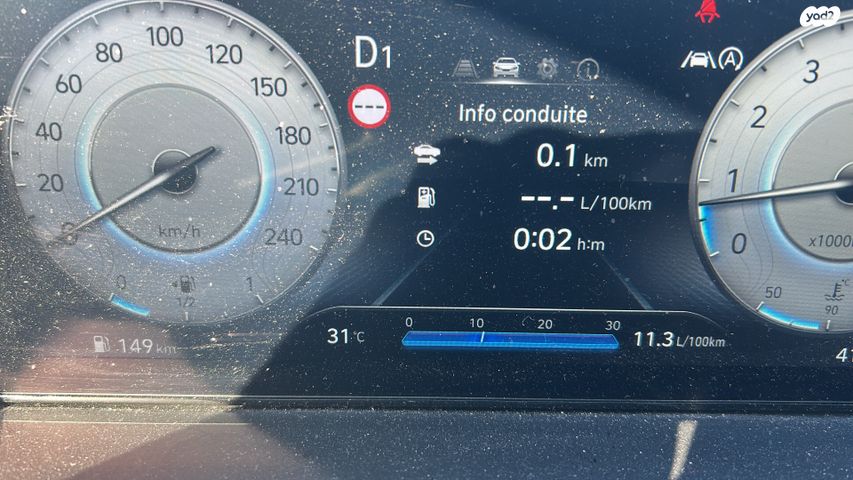 yad2
D1
Info conduite
0.1 km
--.- L/100km
0:02 h:m
0 20 40 60 80 100 120 150 180 210 240
km/h
0 1/2 1
149 km
31 °C
0 10 20 30
11.3 L/100km
0 1 2 3
50 °C
90
A